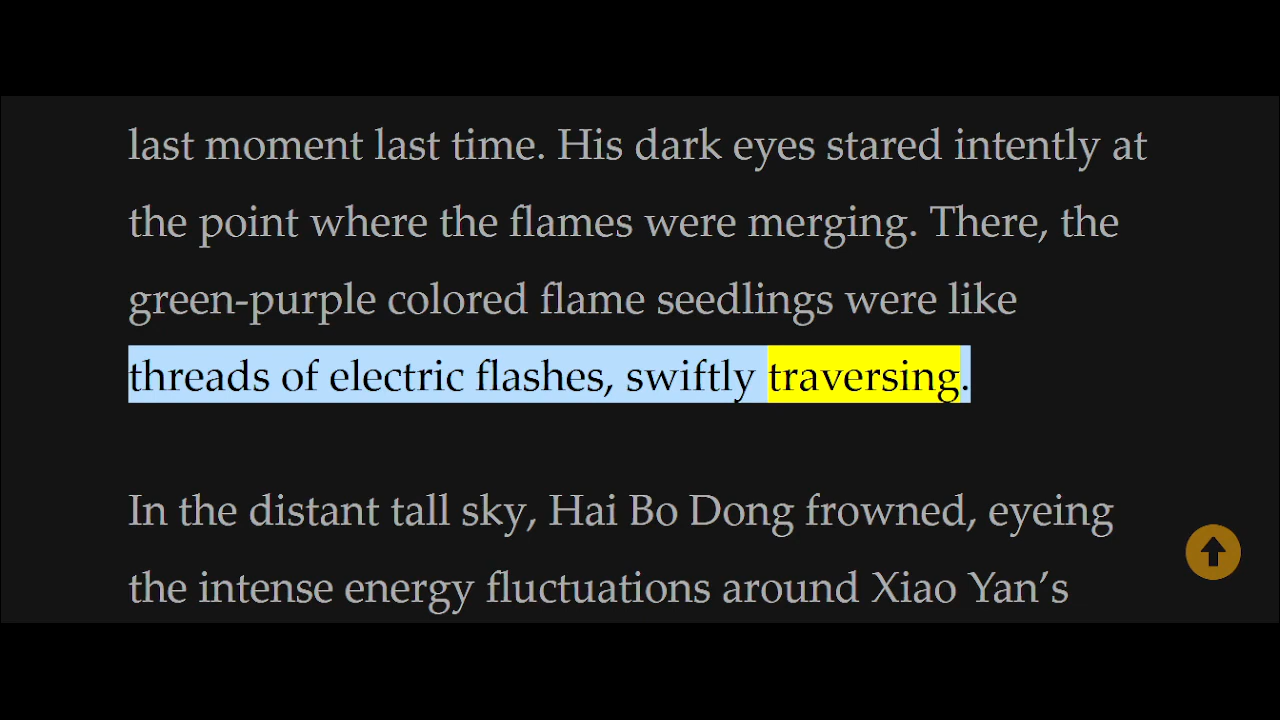 last moment last time. His dark eyes stared intently at
the point where the flames were merging. There, the
green-purple colored flame seedlings were like
threads of electric flashes, swiftly traversing.
In the distant tall sky, Hai Bo Dong frowned, eyeing
the intense energy fluctuations around Xiao Yan’s